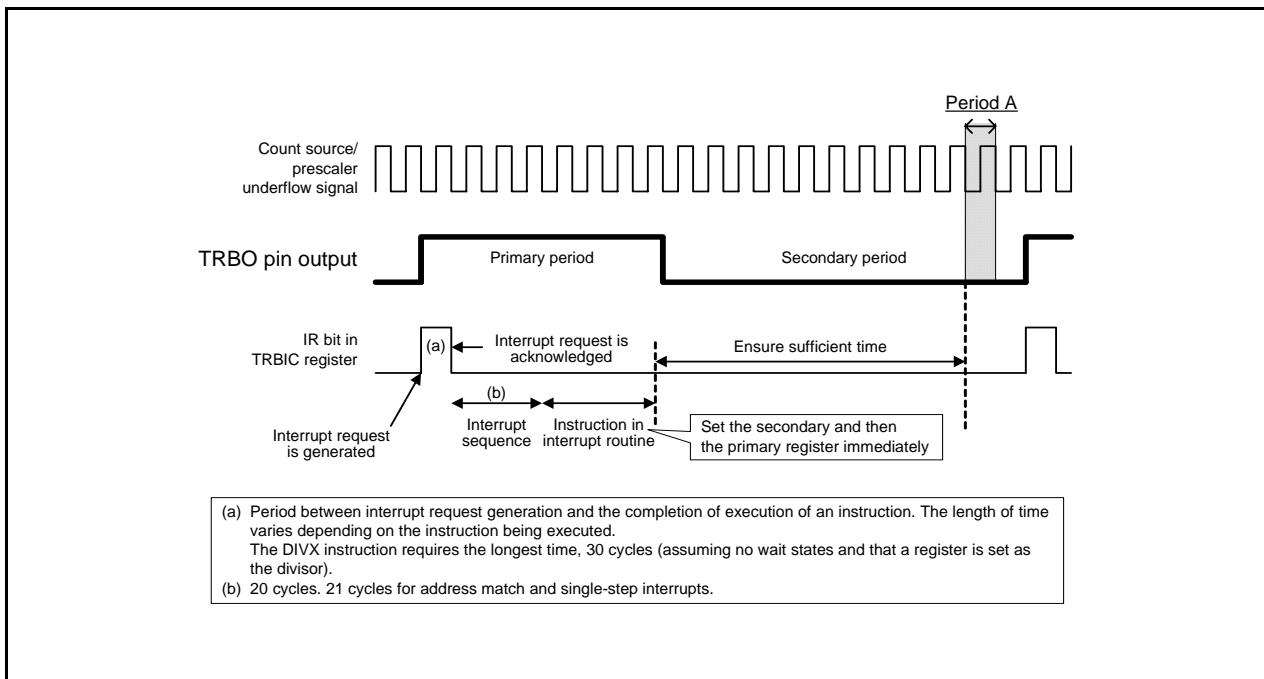 Period A
Count source/
prescaler
underflow signal
TRBO pin output
Primary period
Secondary period
IR bit in
TRBIC register
(a)
Interrupt request is
acknowledged
Ensure sufficient time
(b)
Interrupt
sequence
Instruction in
interrupt routine
Set the secondary and then
the primary register immediately
Interrupt request
is generated
(a) Period between interrupt request generation and the completion of execution of an instruction. The length of time
varies depending on the instruction being executed.
The DIVX instruction requires the longest time, 30 cycles (assuming no wait states and that a register is set as
the divisor).
(b) 20 cycles. 21 cycles for address match and single-step interrupts.